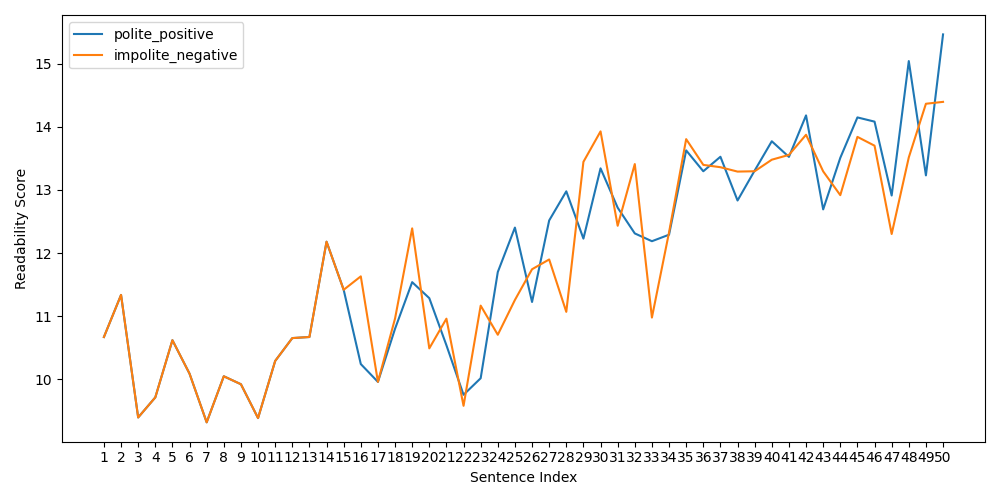 polite_positive
impolite_negative
15
14
13
12
11
10
Readability Score
1 2 3 4 5 6 7 8 9 10 11 12 13 14 15 16 17 18 19 20 21 22 23 24 25 26 27 28 29 30 31 32 33 34 35 36 37 38 39 40 41 42 43 44 45 46 47 48 49 50
Sentence Index